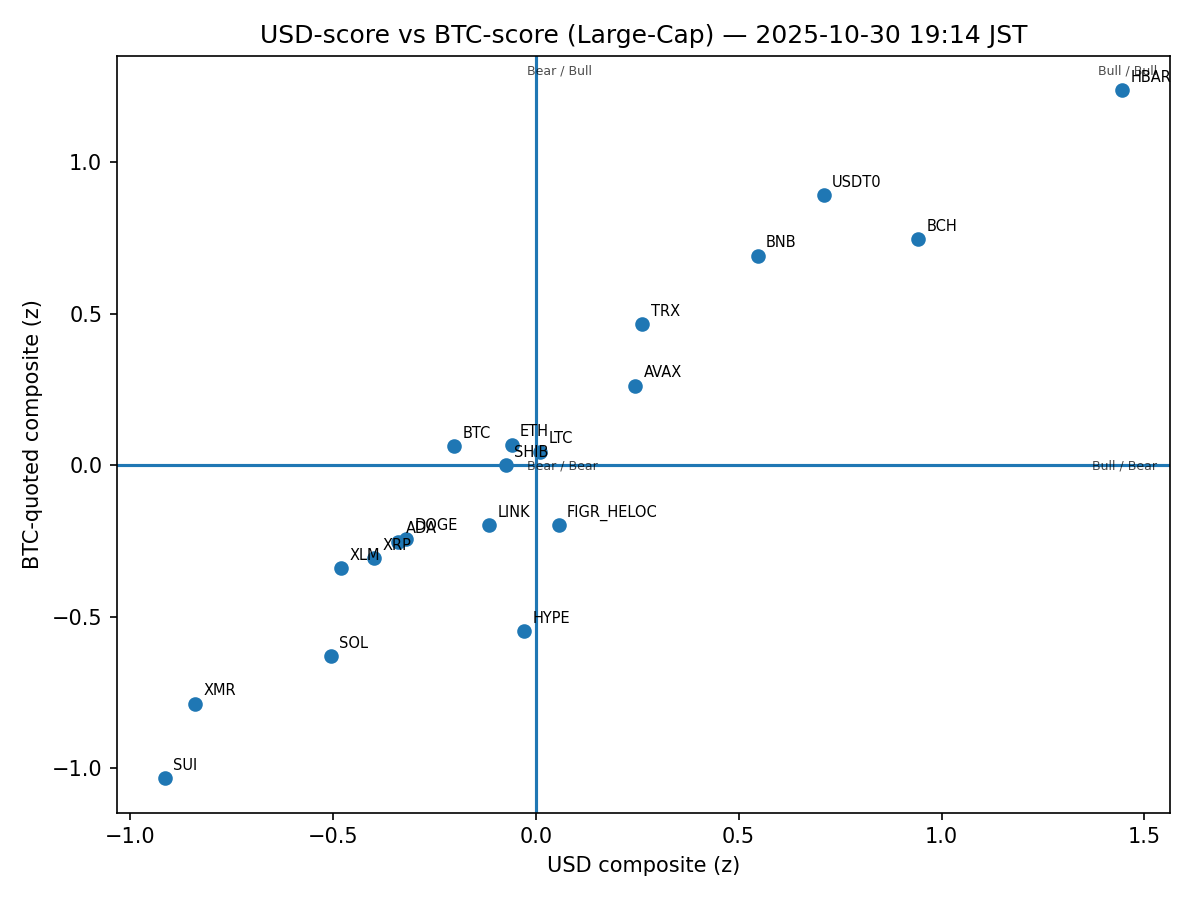 USD-score vs BTC-score (Large-Cap) — 2025-10-30 19:14 JST
Bear / Bull
Bull / Bull
HBAR
1.0
USDT0
BCH
BNB
0.5
TRX
AVAX
BTC
ETH
LTC
SHIB
0.0
Bear / Bear
Bull / Bear
LINK
FIGR_HELOC
ADA
DOGE
XRP
XLM
−0.5
HYPE
SOL
XMR
SUI
−1.0
−1.0
−0.5
0.0
0.5
1.0
1.5
USD composite (z)
BTC-quoted composite (z)